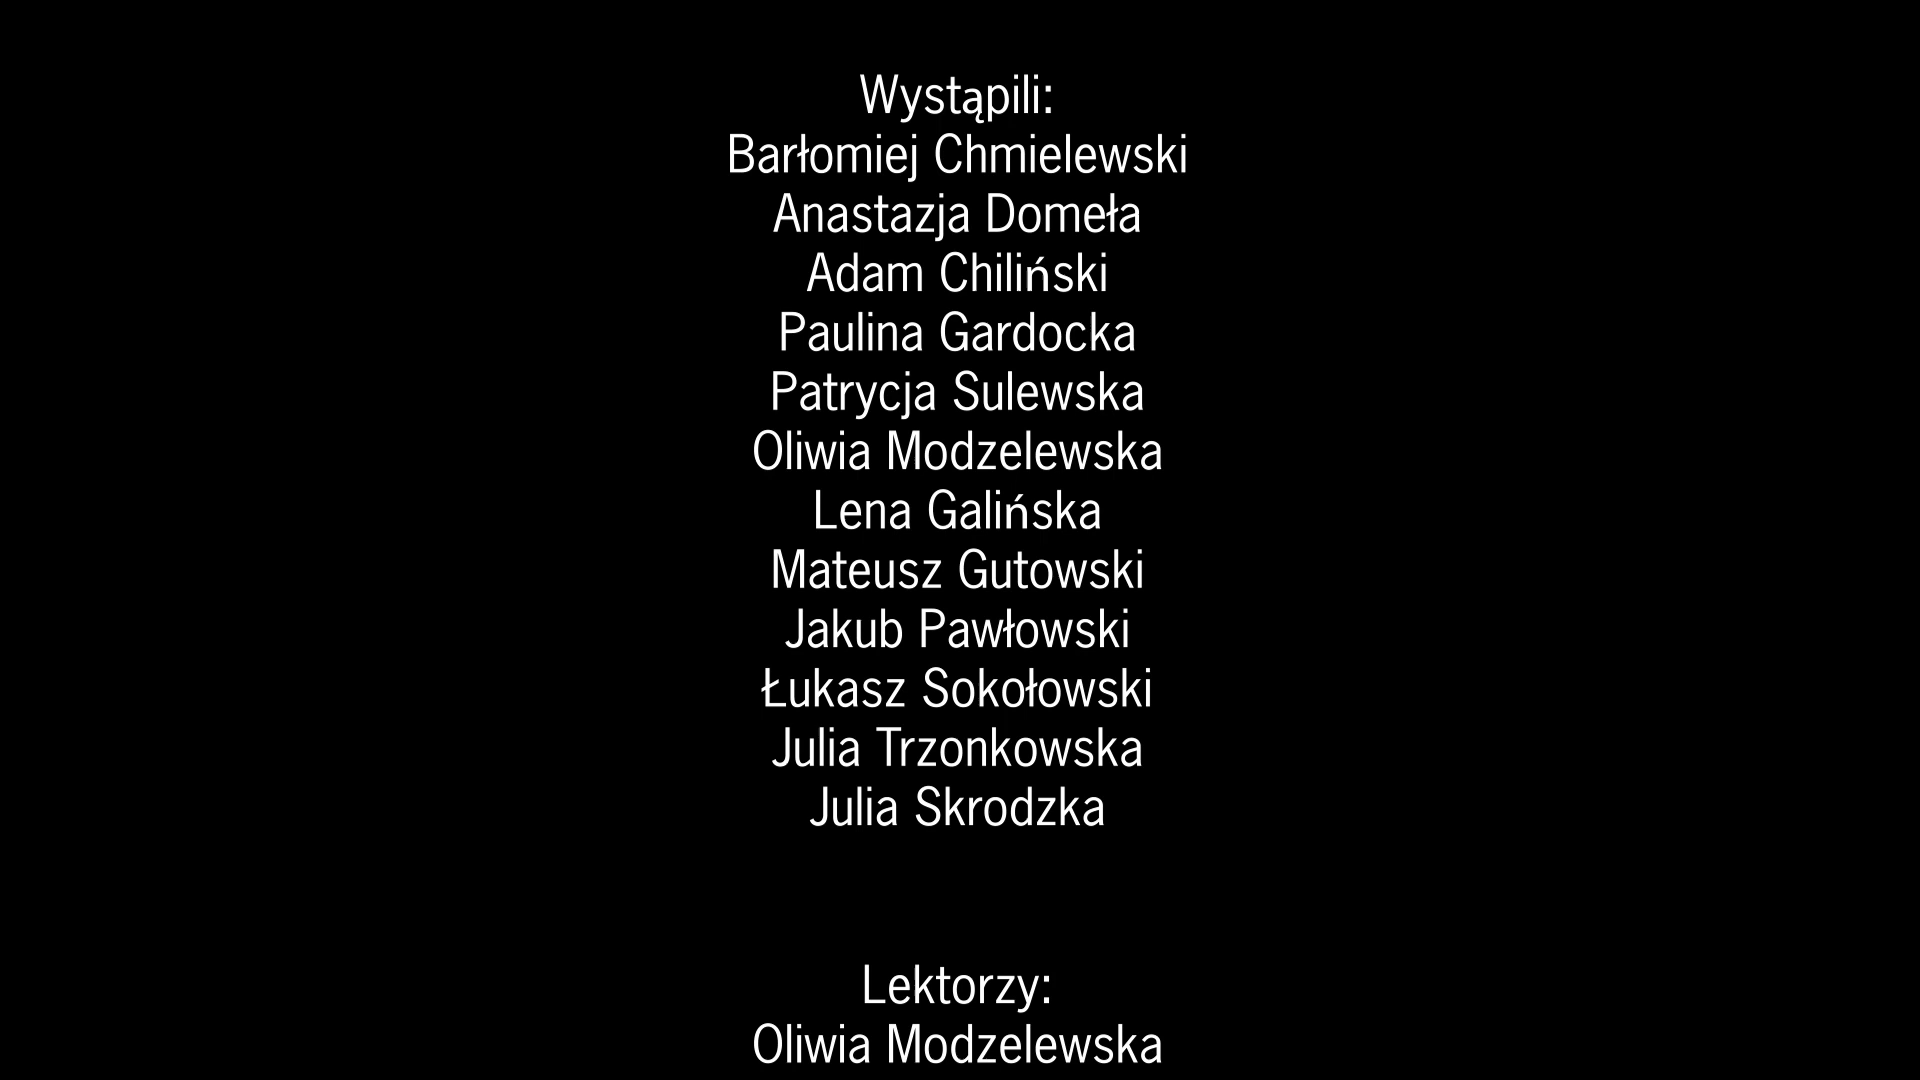 Wystąpili:
Barłomiej Chmielewski
Anastazja Domeła
Adam Chiliński
Paulina Gardocka
Patrycja Sulewska
Oliwia Modzelewska
Lena Galińska
Mateusz Gutowski
Jakub Pawłowski
Łukasz Sokołowski
Julia Trzonkowska
Julia Skrodzka
Lektorzy:
Oliwia Modzelewska